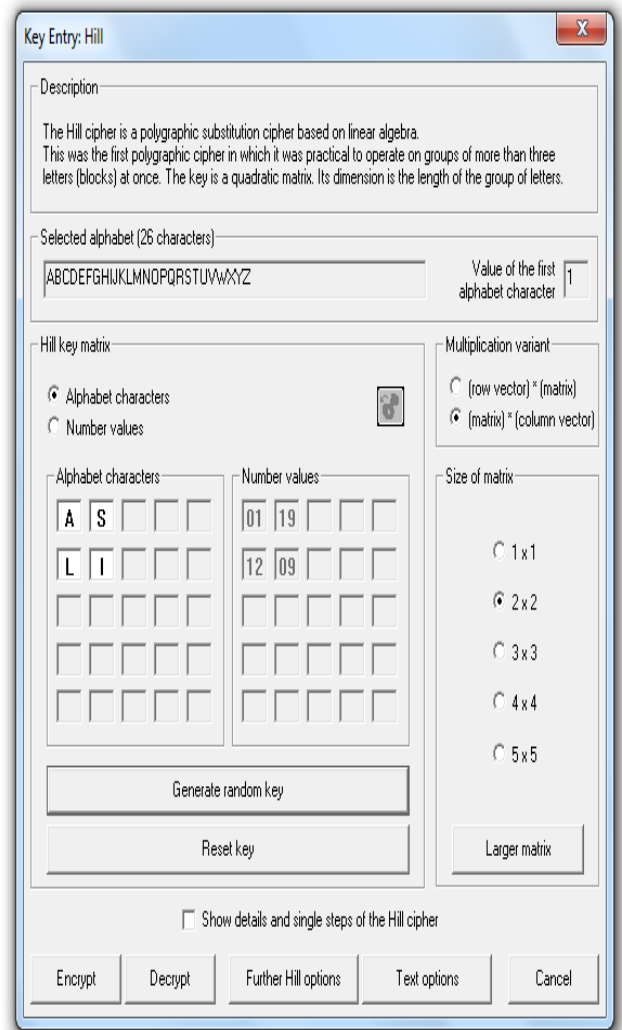 Key Entry: Hill
X
Description
The Hill cipher is a polygraphic substitution cipher based on linear algebra.
This was the first polygraphic cipher in which it was practical to operate on groups of more than three
letters (blocks) at once. The key is a quadratic matrix. Its dimension is the length of the group of letters.
Selected alphabet (26 characters)
ABCDEFGHIJKLMNOPQRSTUVWXYZ
Value of the first
alphabet character
1
Hill key matrix
Alphabet characters
Number values
Multiplication variant
(row vector) * (matrix)
(matrix) * (column vector)
Alphabet characters
A S
L I
Number values
01 19
12 09
Size of matrix
1 x 1
2 x 2
3 x 3
4 x 4
5 x 5
Generate random key
Reset key
Larger matrix
Show details and single steps of the Hill cipher
Encrypt
Decrypt
Further Hill options
Text options
Cancel